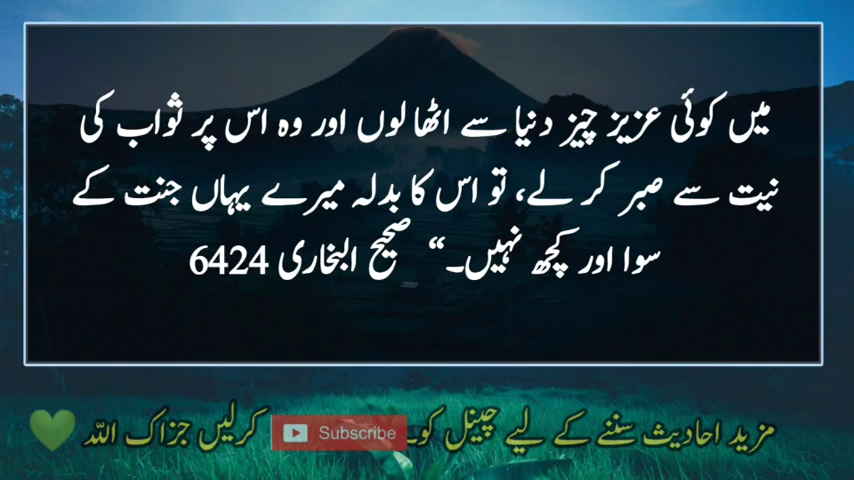 میں کوئی عزیز چیز دنیا سے اٹھا لوں اور وہ اس پر ثواب کی
نیت سے صبر کر لے، تو اس کا بدلہ میرے یہاں جنت کے
سوا اور کچھ نہیں۔“ صحیح البخاری 6424
مزید احادیث سننے کے لیے چینل کو۔ Subscribe کرلیں جزاک اللہ